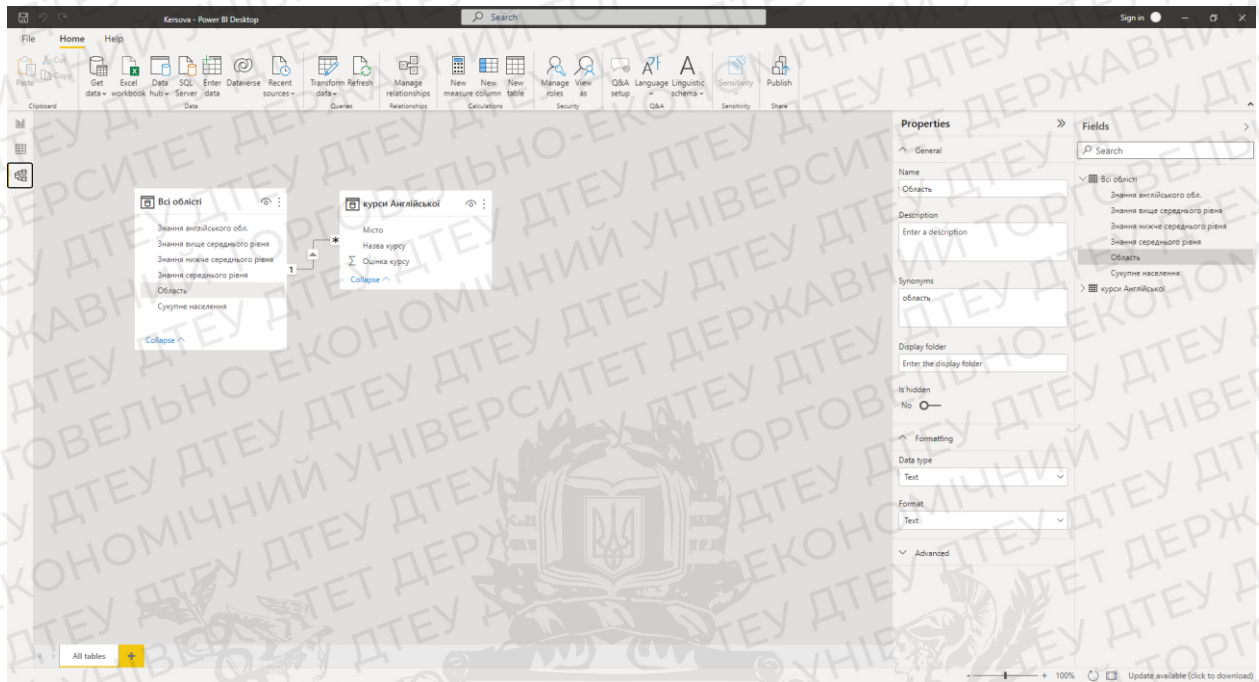 Kersova - Power BI Desktop
Search
Sign in
File Home Help
Paste
Cut
Copy
Get data
Excel workbook
Data hub
SQL Server
Enter data
Dataverse
Recent sources
Transform data
Refresh
Manage relationships
New measure
New column
New table
Manage roles
View as
Q&A setup
Language
Linguistic schema
Sensitivity
Publish
Clipboard
Data
Queries
Relationships
Calculations
Security
Q&A
Sensitivity
Share
Всі області
Знання англійського обл.
Знання вище середнього рівня
Знання нижче середнього рівня
Знання середнього рівня
Область
Сукупне населення
Collapse
1
*
курси Англійської
Місто
Назва курсу
Σ Оцінка курсу
Collapse
Properties
General
Name
Область
Description
Enter a description
Synonyms
область
Display folder
Enter the display folder
Is hidden
No
Formatting
Data type
Text
Format
Text
Advanced
Fields
Search
Всі області
Знання англійського обл.
Знання вище середнього рівня
Знання нижче середнього рівня
Знання середнього рівня
Область
Сукупне населення
курси Англійської
All tables
+
- + 100%
Update available (click to download)